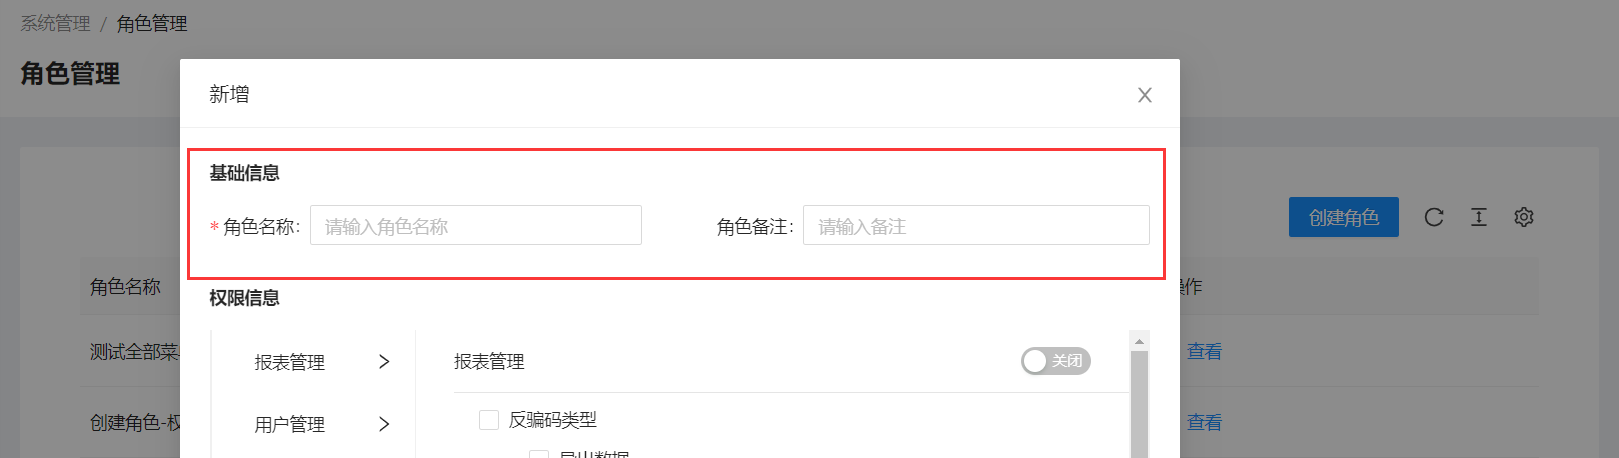 系统管理 / 角色管理
角色管理
新增
基础信息
* 角色名称: 请输入角色名称 角色备注: 请输入备注
创建角色
角色名称 操作
权限信息
测试全部菜 报表管理 报表管理 关闭 查看
创建角色-权 用户管理 反骗码类型 查看
导出数据